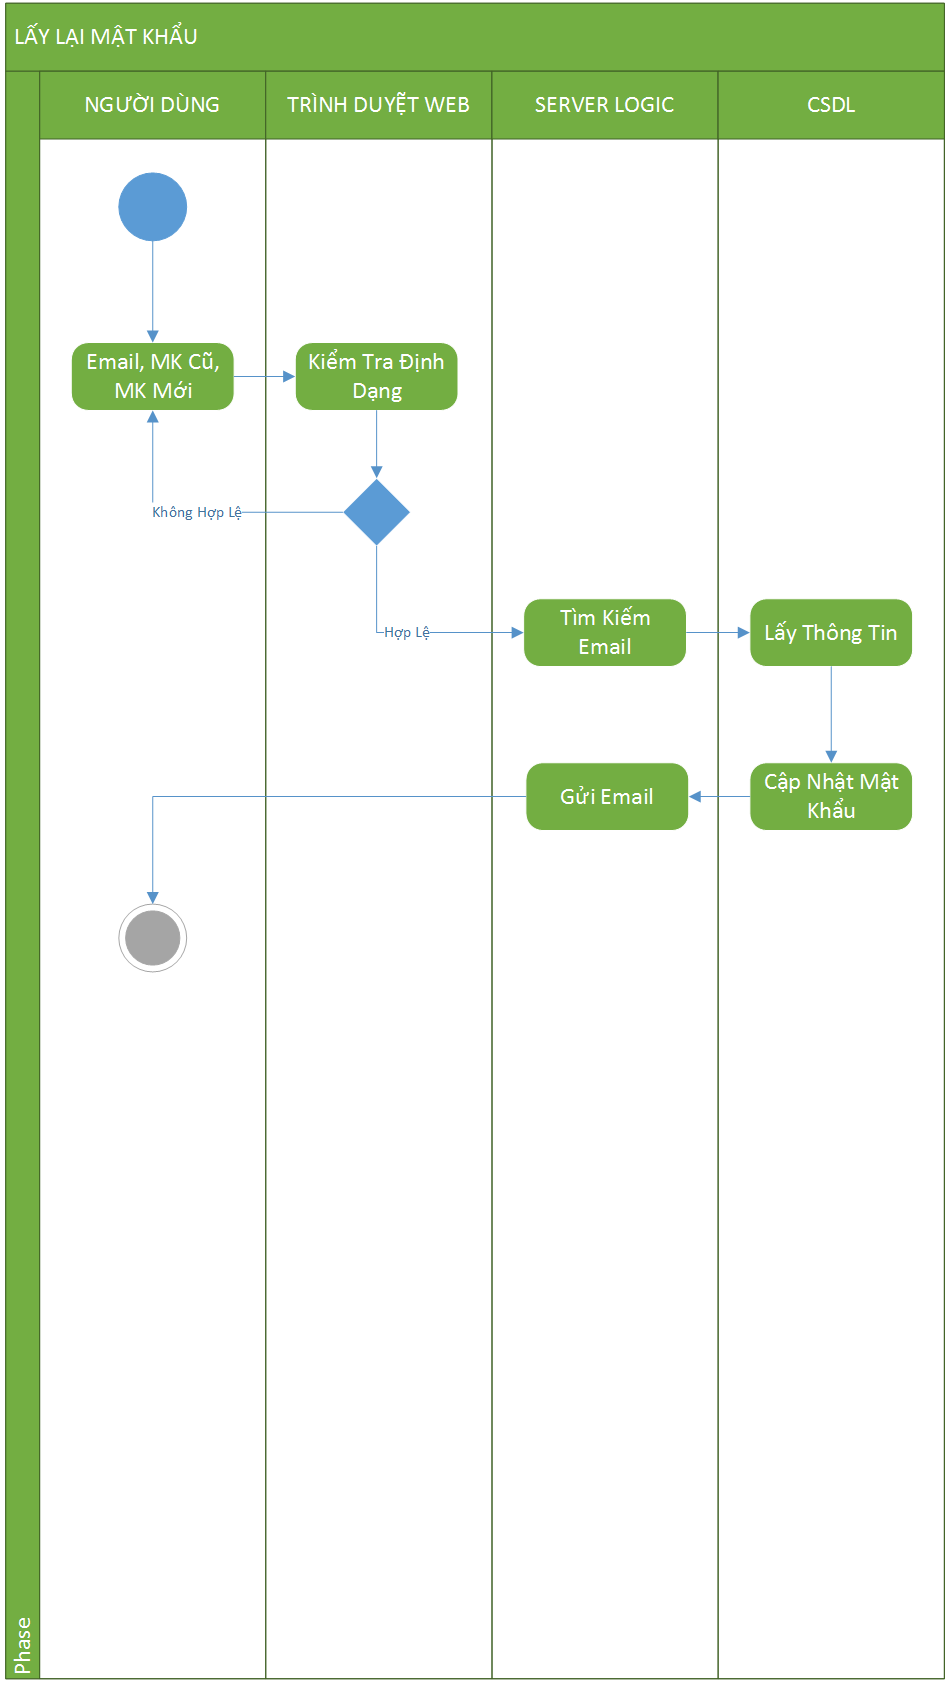 LẤY LẠI MẬT KHẨU
NGƯỜI DÙNG
TRÌNH DUYỆT WEB
SERVER LOGIC
CSDL
Email, MK Cũ,
MK Mới
Kiểm Tra Định
Dạng
Không Hợp Lệ
Hợp Lệ
Tìm Kiếm
Email
Lấy Thông Tin
Gửi Email
Cập Nhật Mật
Khẩu
Phase